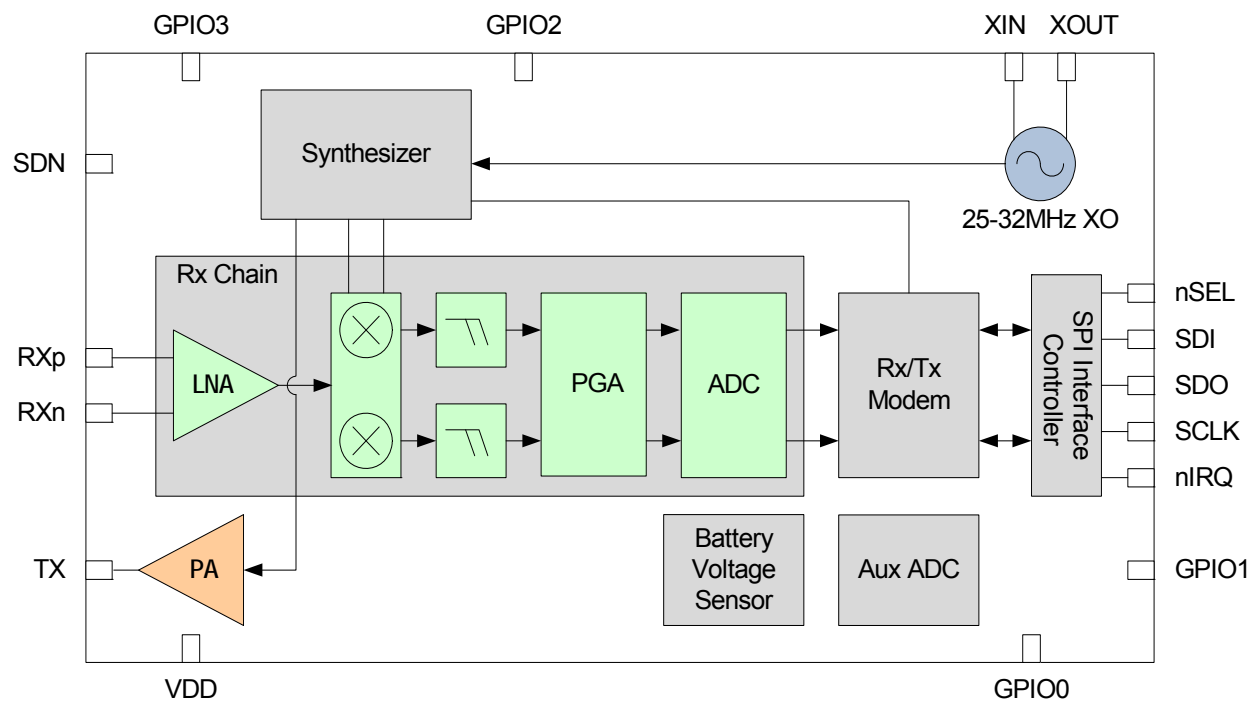 GPIO3
GPIO2
XIN
XOUT
Synthesizer
SDN
25-32MHz XO
Rx Chain
nSEL
SDI
SDO
SCLK
nIRQ
SPI Interface
Controller
RXp
RXn
LNA
PGA
ADC
Rx/Tx
Modem
TX
PA
Battery
Voltage
Sensor
Aux ADC
GPIO1
VDD
GPIO0